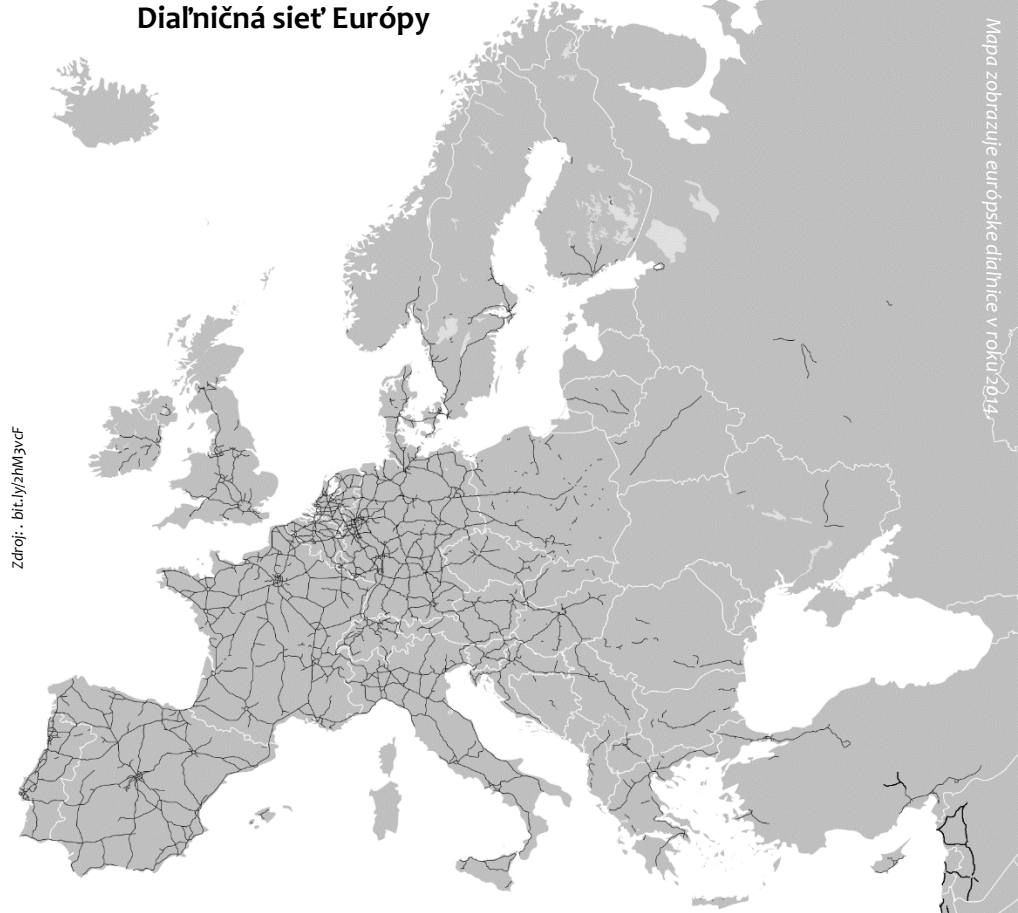 Diaľničná sieť Európy
Mapa zobrazuje európske diaľnice v roku 2014.
Zdroj: . bit.ly/2hM3vcF